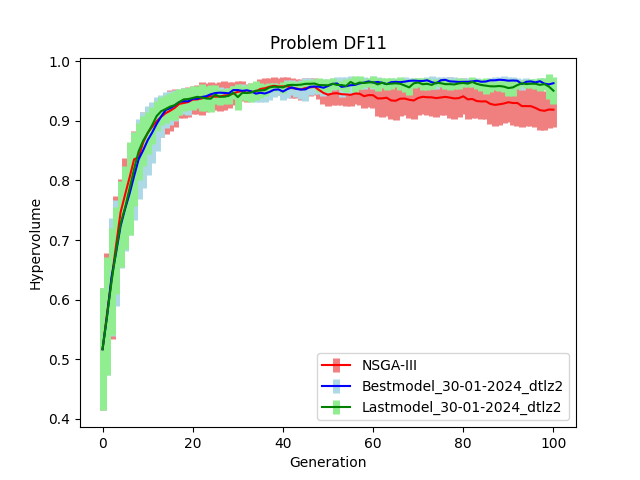 Problem DF11
1.0
0.9
0.8
0.7
0.6
0.5
0.4
Hypervolume
0 20 40 60 80 100
Generation
NSGA-III
Bestmodel_30-01-2024_dtlz2
Lastmodel_30-01-2024_dtlz2